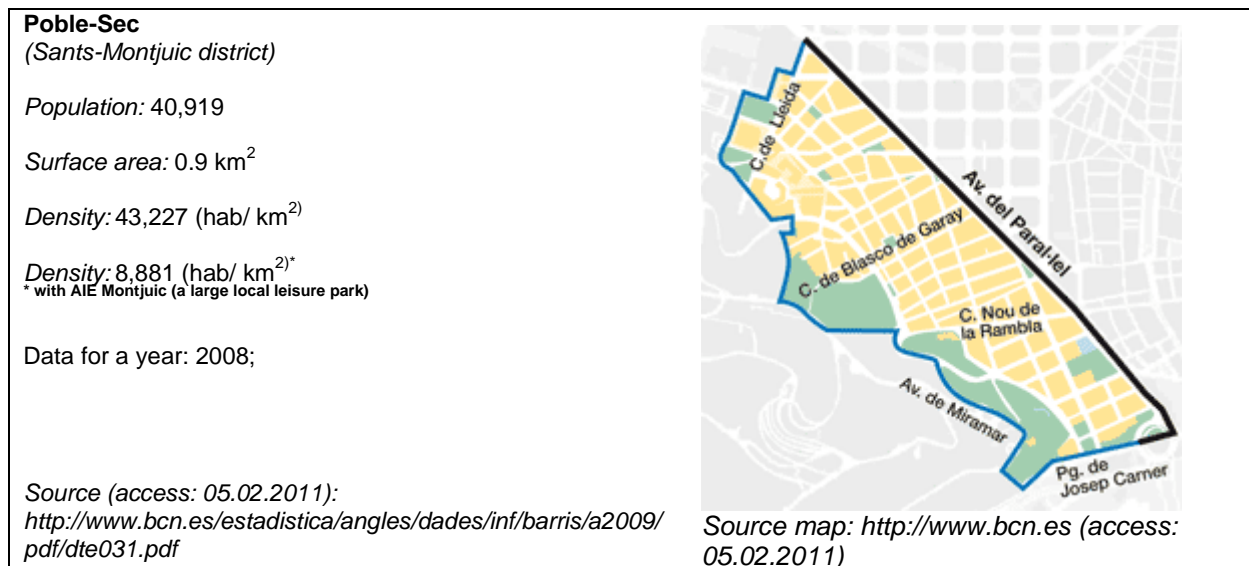 Poble-Sec
(Sants-Montjuic district)
Population: 40,919
Surface area: 0.9 km2
Density: 43,227 (hab/ km2)
Density: 8,881 (hab/ km2)*
* with AIE Montjuic (a large local leisure park)
Data for a year: 2008;
Source (access: 05.02.2011):
http://www.bcn.es/estadistica/angles/dades/inf/barris/a2009/
pdf/dte031.pdf
C.de Lleida
Av. del Paral·lel
C. de Blasco de Garay
C. Nou de
la Rambla
Av. de Miramar
Pg. de
Josep Carner
Source map: http://www.bcn.es (access:
05.02.2011)